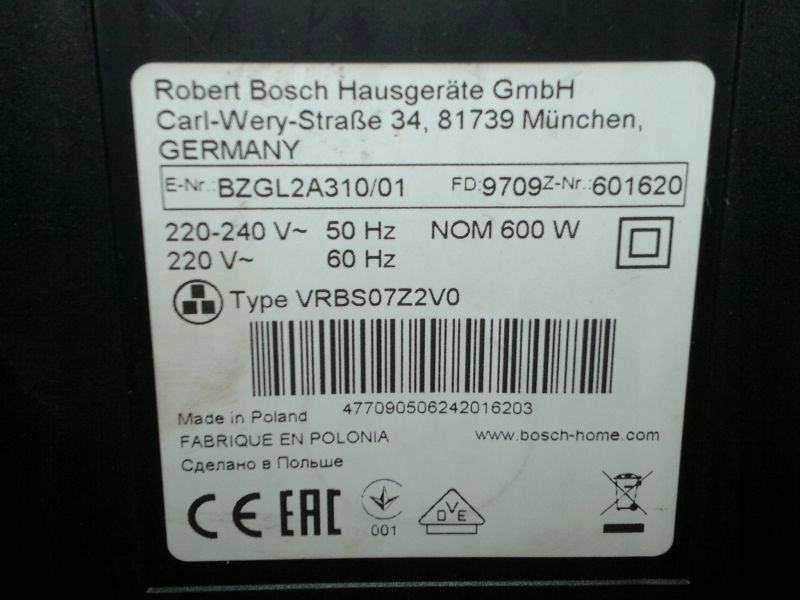 Robert Bosch Hausgeräte GmbH
Carl-Wery-Straße 34, 81739 München,
GERMANY
E-Nr.: BZGL2A310/01 FD: 9709 Z-Nr.: 601620
220-240 V~ 50 Hz NOM 600 W
220 V~ 60 Hz
Type VRBS07Z2V0
477090506242016203
Made in Poland
FABRIQUE EN POLONIA www.bosch-home.com
Сделано в Польше
CE EAC 001 DVE